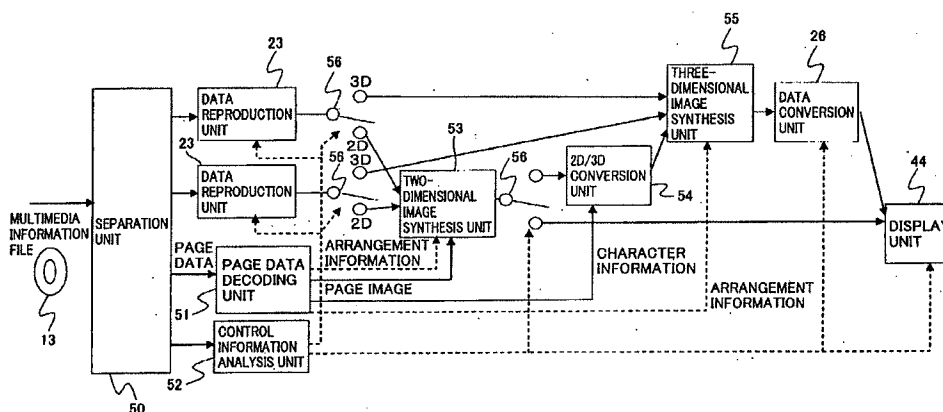 55
26
23
56
3D
THREE-
DIMENSIONAL
IMAGE
SYNTHESIS
UNIT
DATA
CONVERSION
UNIT
DATA
REPRODUCTION
UNIT
2D
3D
53
23
56
56
44
DATA
REPRODUCTION
UNIT
2D
TWO-
DIMENSIONAL
IMAGE
SYNTHESIS UNIT
2D/3D
CONVERSION
UNIT
54
MULTIMEDIA
INFORMATION
FILE
SEPARATION
UNIT
DISPLAY
UNIT
PAGE
DATA
ARRANGEMENT
INFORMATION
CHARACTER
INFORMATION
PAGE DATA
DECODING
UNIT
PAGE IMAGE
ARRANGEMENT
INFORMATION
51
13
CONTROL
INFORMATION
ANALYSIS UNIT
52
50